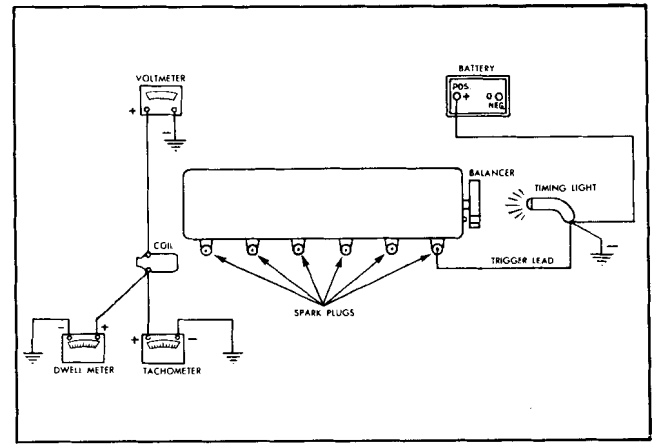 VOLTMETER
+
−
BATTERY
POS.
+
NEG.
BALANCER
TIMING LIGHT
−
COIL
TRIGGER LEAD
SPARK PLUGS
− +
+ −
DWELL METER
TACHOMETER